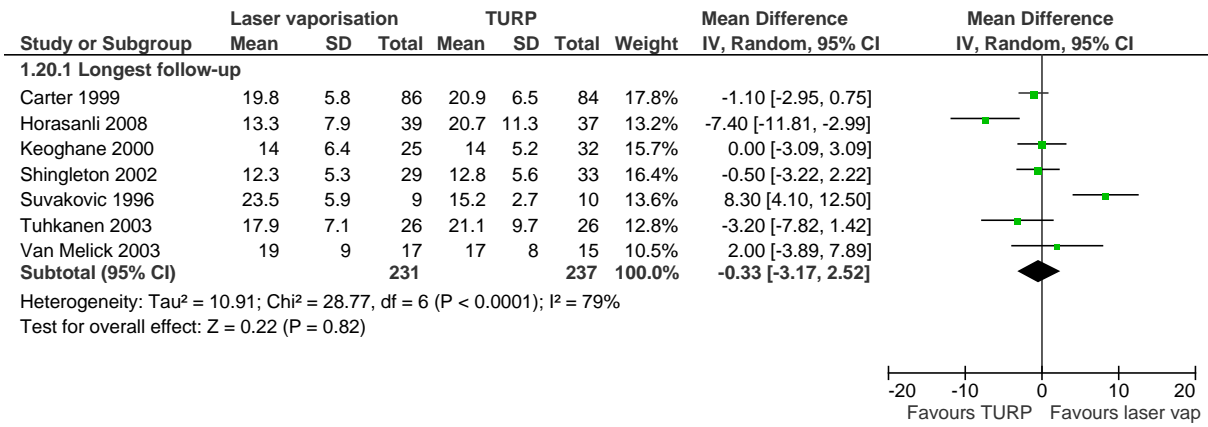 Laser vaporisation TURP Mean Difference Mean Difference
Study or Subgroup Mean SD Total Mean SD Total Weight IV, Random, 95% CI IV, Random, 95% CI
1.20.1 Longest follow-up
Carter 1999 19.8 5.8 86 20.9 6.5 84 17.8% -1.10 [-2.95, 0.75]
Horasanli 2008 13.3 7.9 39 20.7 11.3 37 13.2% -7.40 [-11.81, -2.99]
Keoghane 2000 14 6.4 25 14 5.2 32 15.7% 0.00 [-3.09, 3.09]
Shingleton 2002 12.3 5.3 29 12.8 5.6 33 16.4% -0.50 [-3.22, 2.22]
Suvakovic 1996 23.5 5.9 9 15.2 2.7 10 13.6% 8.30 [4.10, 12.50]
Tuhkanen 2003 17.9 7.1 26 21.1 9.7 26 12.8% -3.20 [-7.82, 1.42]
Van Melick 2003 19 9 17 17 8 15 10.5% 2.00 [-3.89, 7.89]
Subtotal (95% CI) 231 237 100.0% -0.33 [-3.17, 2.52]
Heterogeneity: Tau² = 10.91; Chi² = 28.77, df = 6 (P < 0.0001); I² = 79%
Test for overall effect: Z = 0.22 (P = 0.82)
-20 -10 0 10 20
Favours TURP Favours laser vap